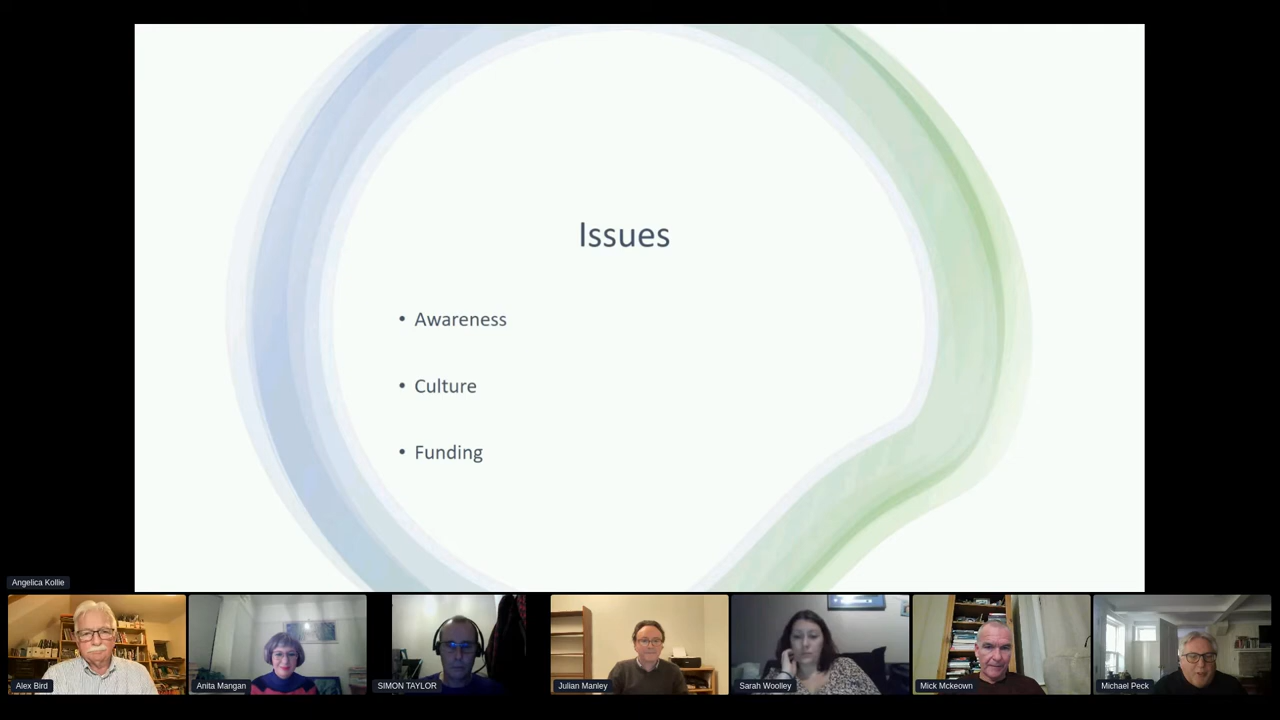 Issues
• Awareness
• Culture
• Funding
Angelica Kollie
Alex Bird
Anita Mangan
SIMON TAYLOR
Julian Manley
Sarah Woolley
Mick Mckeown
Michael Peck